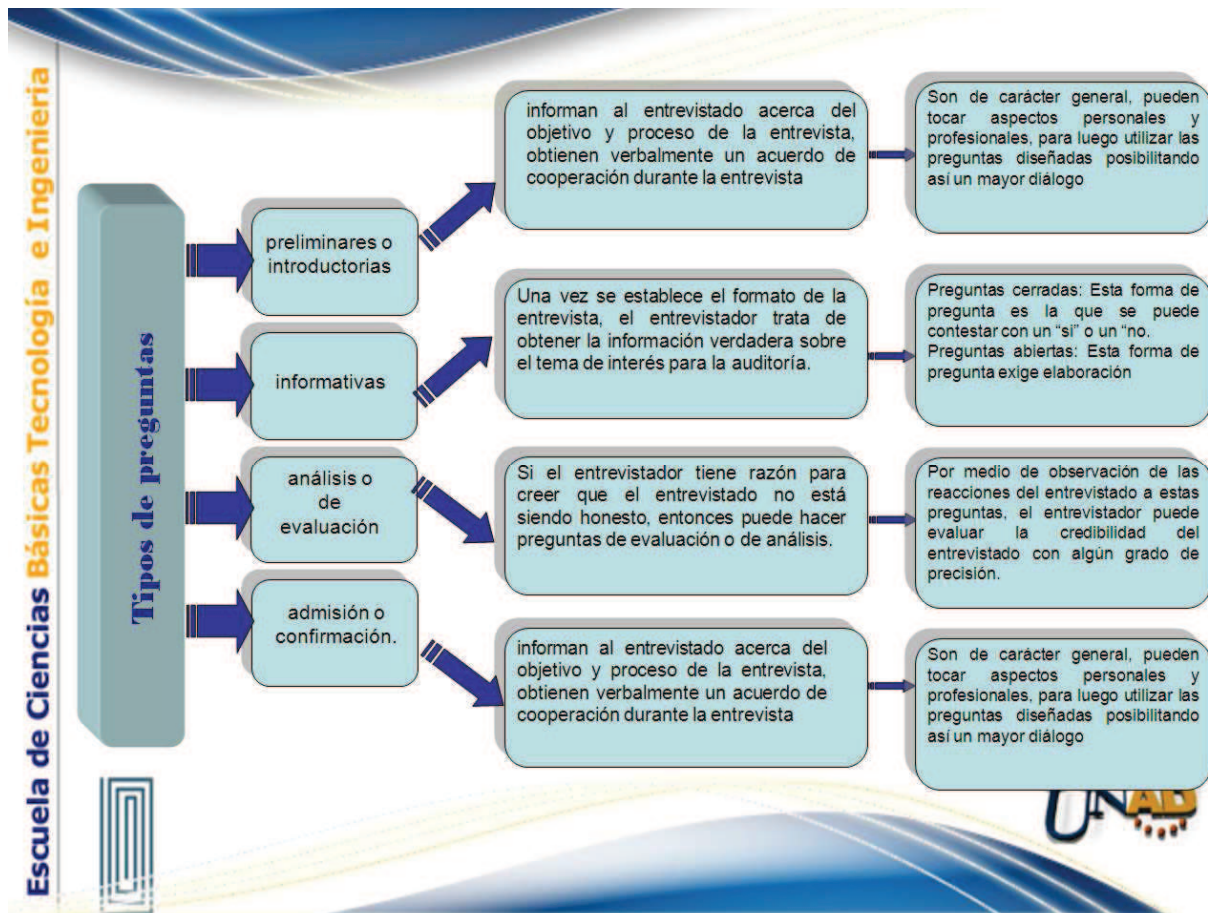 Escuela de Ciencias Básicas Tecnología e Ingenieria
Tipos de preguntas
preliminares o
introductorias
informan al entrevistado acerca del
objetivo y proceso de la entrevista,
obtienen verbalmente un acuerdo de
cooperación durante la entrevista
Son de carácter general, pueden
tocar aspectos personales y
profesionales, para luego utilizar las
preguntas diseñadas posibilitando
así un mayor diálogo
informativas
Una vez se establece el formato de la
entrevista, el entrevistador trata de
obtener la información verdadera sobre
el tema de interés para la auditoría.
Preguntas cerradas: Esta forma de
pregunta es la que se puede
contestar con un “si” o un “no.
Preguntas abiertas: Esta forma de
pregunta exige elaboración
análisis o
de
evaluación
Si el entrevistador tiene razón para
creer que el entrevistado no está
siendo honesto, entonces puede hacer
preguntas de evaluación o de análisis.
Por medio de observación de las
reacciones del entrevistado a estas
preguntas, el entrevistador puede
evaluar la credibilidad del
entrevistado con algún grado de
precisión.
admisión o
confirmación.
informan al entrevistado acerca del
objetivo y proceso de la entrevista,
obtienen verbalmente un acuerdo de
cooperación durante la entrevista
Son de carácter general, pueden
tocar aspectos personales y
profesionales, para luego utilizar las
preguntas diseñadas posibilitando
así un mayor diálogo
UNAD